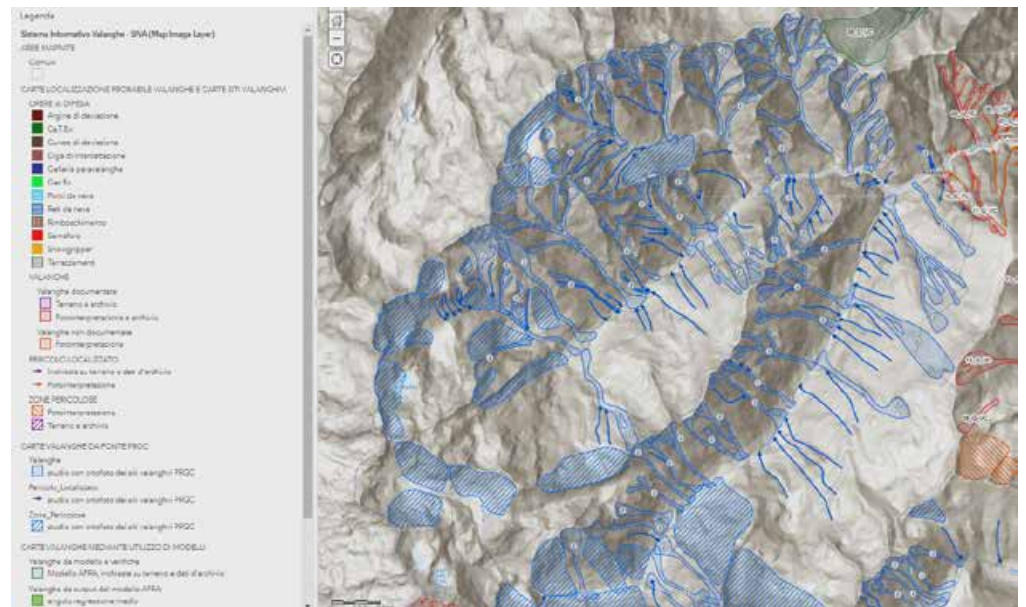 Legenda
Sistema Informativo Valanghe - SIVA (Map Image Layer)
AREE MAPPATE
Comuni
CARTE LOCALIZZAZIONE PROBABILE VALANGHE E CARTE SITI VALANGHIVI
OPERE DI DIFESA
Argine di deviazione
CaT.Ex
Cuneo di deviazione
Diga di intercettazione
Galleria paravalanghe
Gaz.Ex
Ponti da neve
Reti da neve
Rimboschimento
Semaforo
Snowgripper
Terrazzamenti
VALANGHE
Valanghe documentate
Terreno e archivio
Fotointerpretazione e archivio
Valanghe non documentate
Fotointerpretazione
PERICOLO LOCALIZZATO
Inchiesta su terreno e dati d'archivio
Fotointerpretazione
ZONE PERICOLOSE
Fotointerpretazione
Terreno e archivio
CARTE VALANGHE DA FONTE PRGC
Valanghe
studio con ortofoto dei siti valanghivi PRGC
Pericolo_Localizzato
studio con ortofoto dei siti valanghivi PRGC
Zone_Pericolose
studio con ortofoto dei siti valanghivi PRGC
CARTE VALANGHE MEDIANTE UTILIZZO DI MODELLI
Valanghe da modello e verifiche
Modello AFRA, inchieste su terreno e dati d'archivio
Valanghe da output del modello AFRA
angolo regressione medio